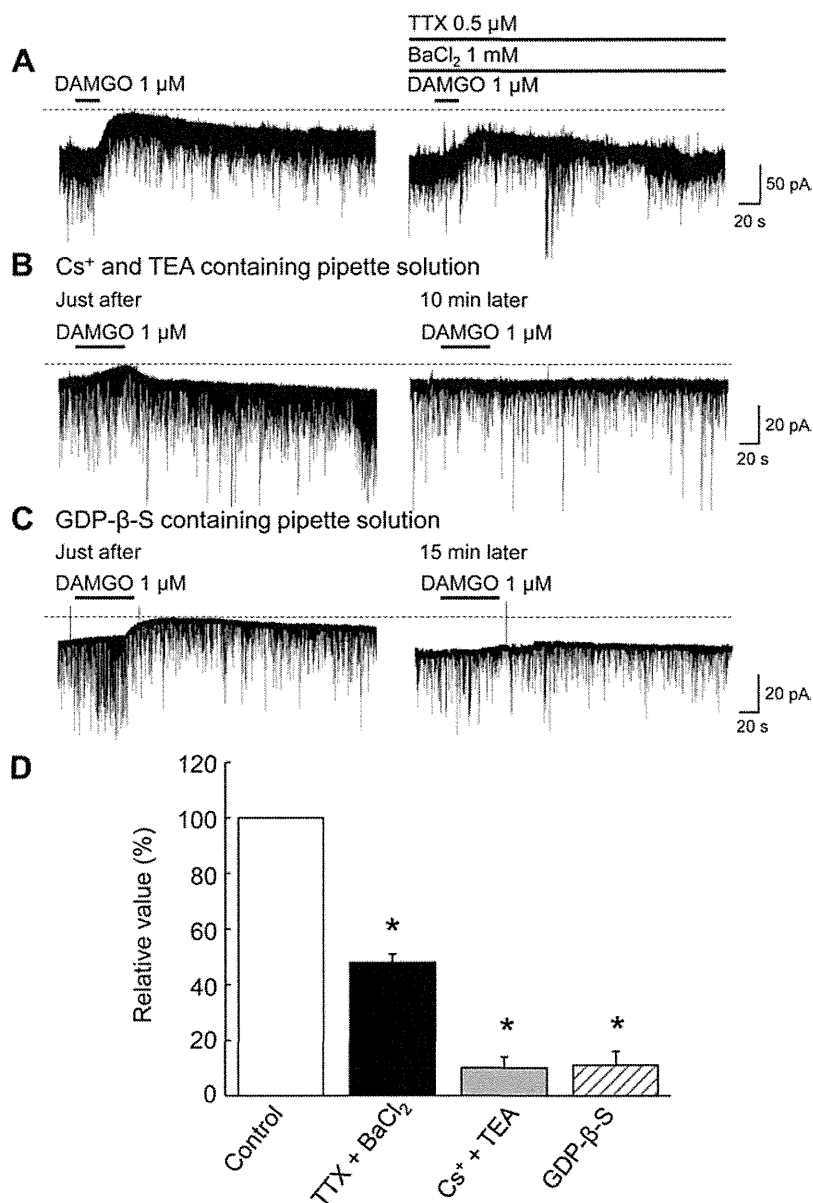 TTX 0.5 µM
BaCl₂ 1 mM
A
DAMGO 1 µM
DAMGO 1 µM
50 pA
20 s
B Cs⁺ and TEA containing pipette solution
Just after
10 min later
DAMGO 1 µM
DAMGO 1 µM
20 pA
20 s
C GDP-β-S containing pipette solution
Just after
15 min later
DAMGO 1 µM
DAMGO 1 µM
20 pA
20 s
D
Relative value (%)
120
100
80
60
40
20
0
*
*
*
Control
TTX + BaCl₂
Cs⁺ + TEA
GDP-β-S